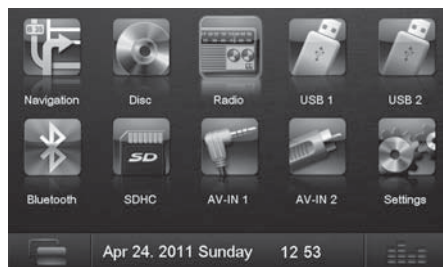 Navigation Disc Radio USB 1 USB 2
SD
Bluetooth SDHC AV-IN 1 AV-IN 2 Settings
Apr 24. 2011 Sunday 12 53